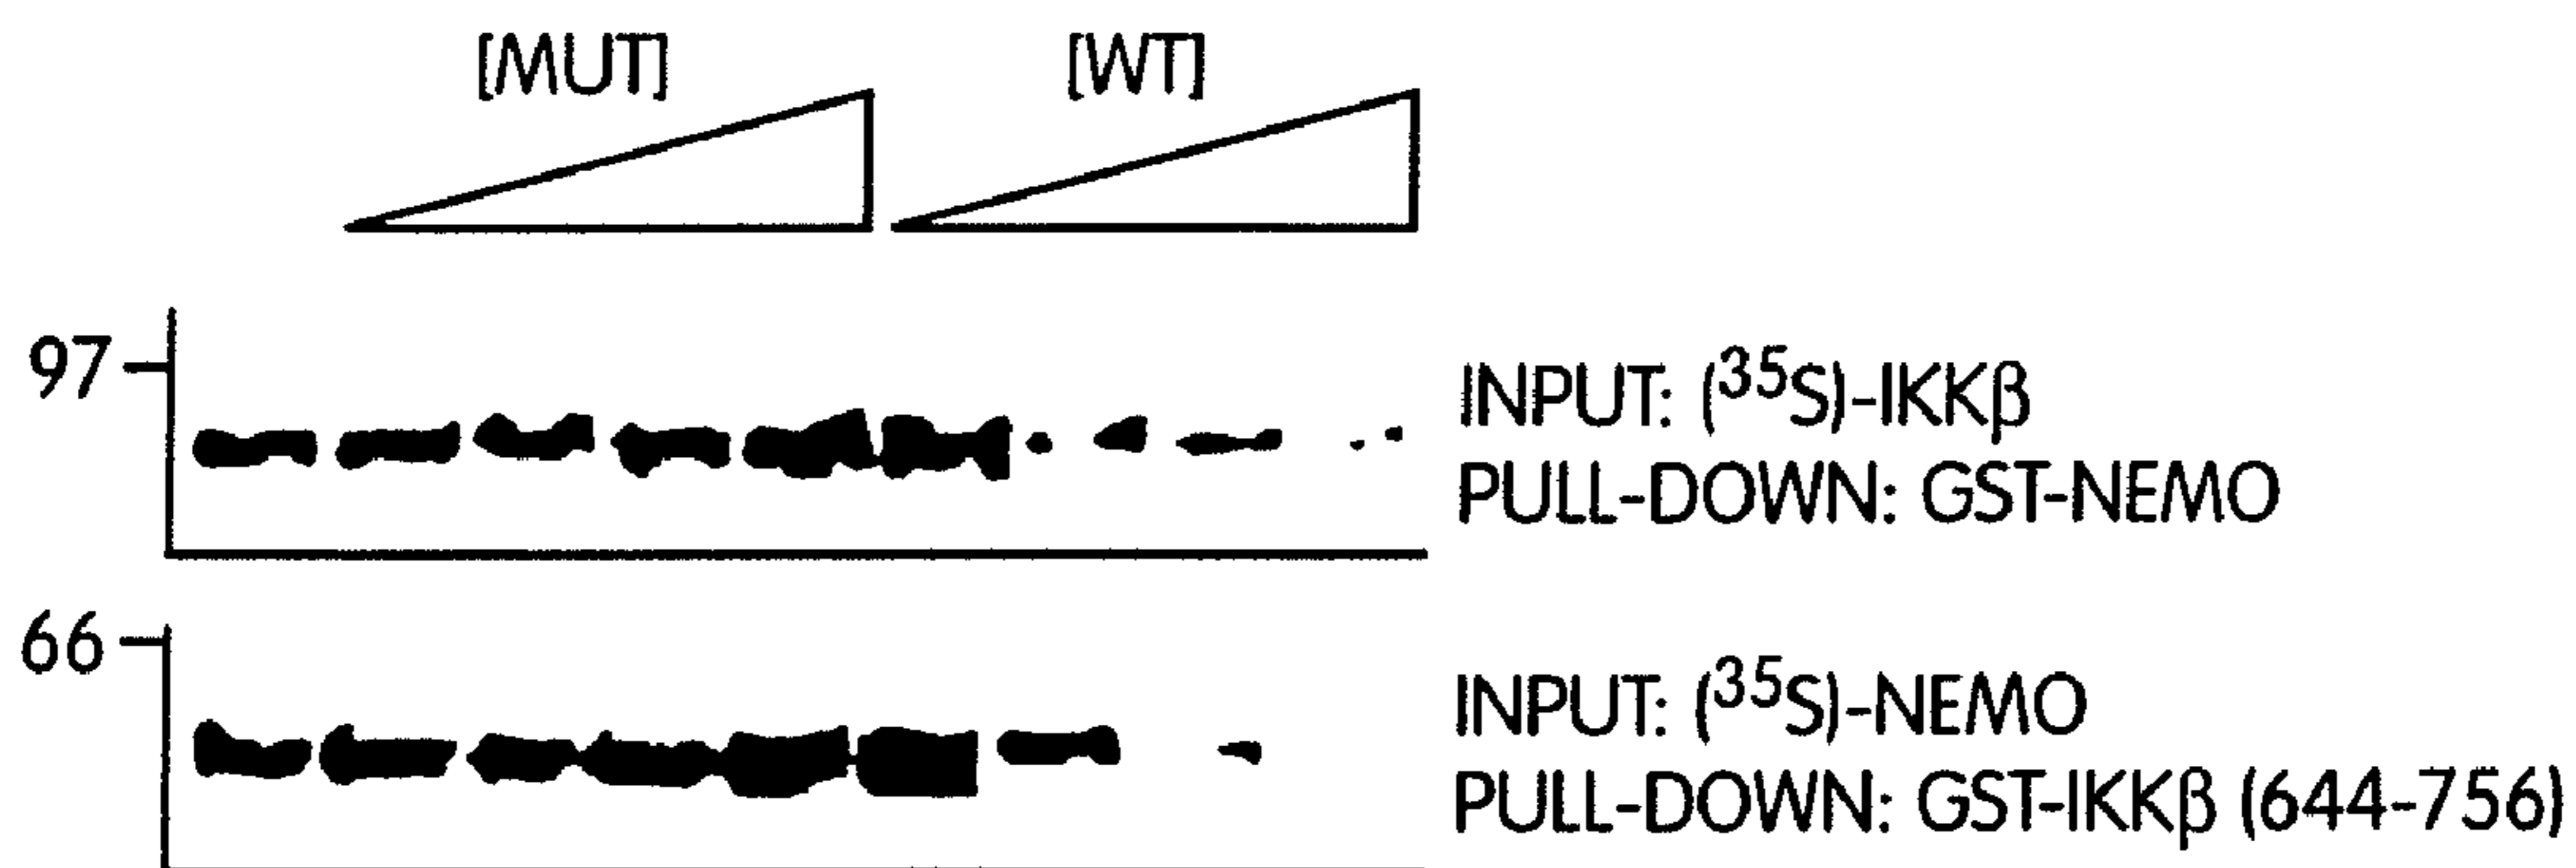 [MUT] [WT]
97
INPUT: (³⁵S)-IKKβ
PULL-DOWN: GST-NEMO
66
INPUT: (³⁵S)-NEMO
PULL-DOWN: GST-IKKβ (644-756)